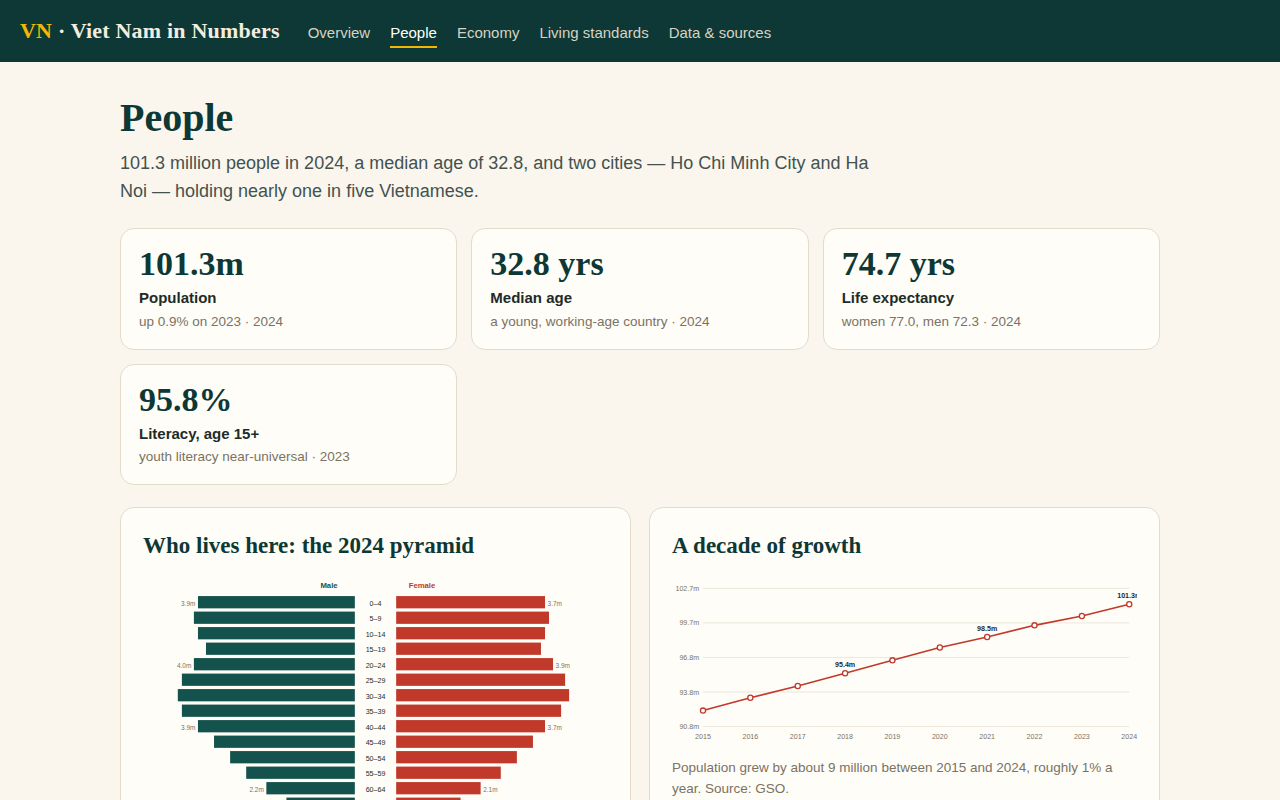 VN · Viet Nam in Numbers
Overview
People
Economy
Living standards
Data & sources
People
101.3 million people in 2024, a median age of 32.8, and two cities — Ho Chi Minh City and Ha
Noi — holding nearly one in five Vietnamese.
101.3m
Population
up 0.9% on 2023 · 2024
32.8 yrs
Median age
a young, working-age country · 2024
74.7 yrs
Life expectancy
women 77.0, men 72.3 · 2024
95.8%
Literacy, age 15+
youth literacy near-universal · 2023
Who lives here: the 2024 pyramid
Male
Female
3.9m 0–4 3.7m
5–9
10–14
15–19
4.0m 20–24 3.9m
25–29
30–34
35–39
3.9m 40–44 3.7m
45–49
50–54
55–59
2.2m 60–64 2.1m
A decade of growth
102.7m
99.7m
96.8m
93.8m
90.8m
95.4m
98.5m
101.3
2015 2016 2017 2018 2019 2020 2021 2022 2023 2024
Population grew by about 9 million between 2015 and 2024, roughly 1% a
year. Source: GSO.